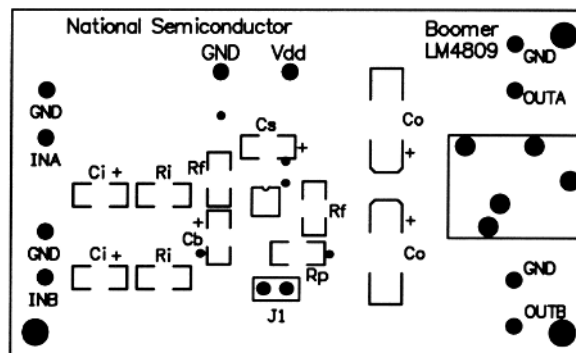 National Semiconductor
Boomer
LM4809
GND
Vdd
GND
OUTA
GND
INA
Cs
+
Co
+
Ci +
Ri
Rf
Rf
+
Cb
+
Co
GND
Ci +
Ri
Rp
INB
J1
GND
OUTB